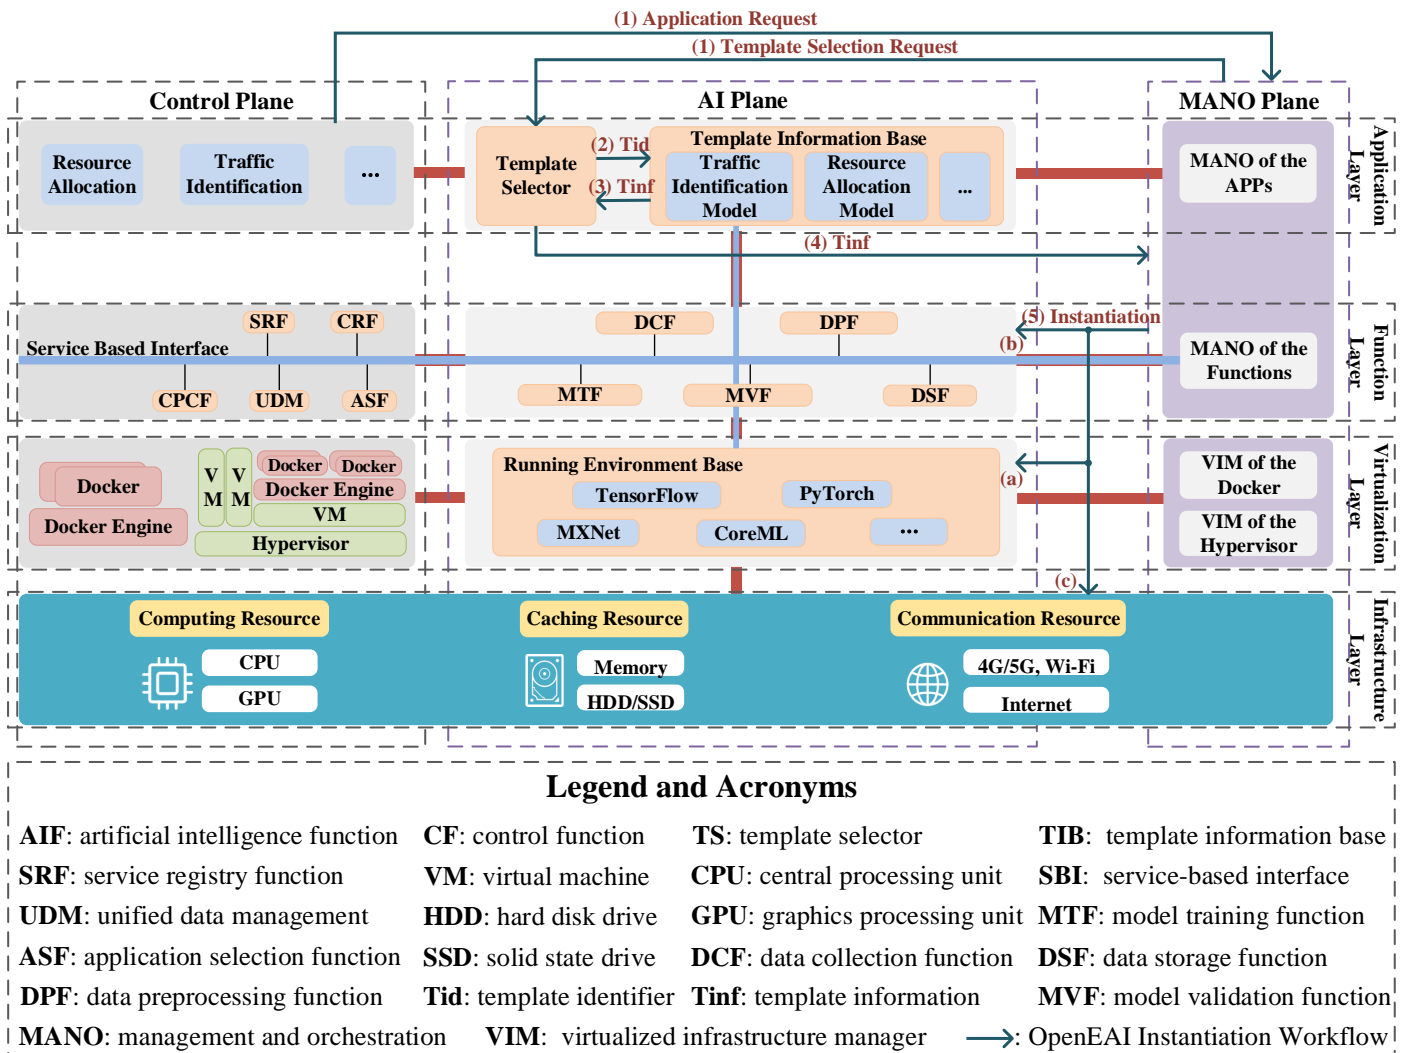 (1) Application Request
(1) Template Selection Request
Control Plane
AI Plane
MANO Plane
Resource
Allocation
Traffic
Identification
...
Template
Selector
(2) Tid
(3) Tinf
Template Information Base
Traffic
Identification
Model
Resource
Allocation
Model
...
MANO of the
APPs
Application
Layer
(4) Tinf
SRF
CRF
Service Based Interface
CPCF
UDM
ASF
DCF
DPF
MTF
MVF
DSF
(5) Instantiation
(b)
MANO of the
Functions
Function
Layer
Docker
Docker Engine
V
M
V
M
Docker
Docker
Docker Engine
VM
Hypervisor
Running Environment Base
TensorFlow
PyTorch
MXNet
CoreML
...
(a)
VIM of the
Docker
VIM of the
Hypervisor
Virtualization
Layer
(c)
Computing Resource
CPU
GPU
Caching Resource
Memory
HDD/SSD
Communication Resource
4G/5G, Wi-Fi
Internet
Infrastructure
Layer
Legend and Acronyms
AIF: artificial intelligence function CF: control function TS: template selector TIB: template information base
SRF: service registry function VM: virtual machine CPU: central processing unit SBI: service-based interface
UDM: unified data management HDD: hard disk drive GPU: graphics processing unit MTF: model training function
ASF: application selection function SSD: solid state drive DCF: data collection function DSF: data storage function
DPF: data preprocessing function Tid: template identifier Tinf: template information MVF: model validation function
MANO: management and orchestration VIM: virtualized infrastructure manager : OpenEAI Instantiation Workflow